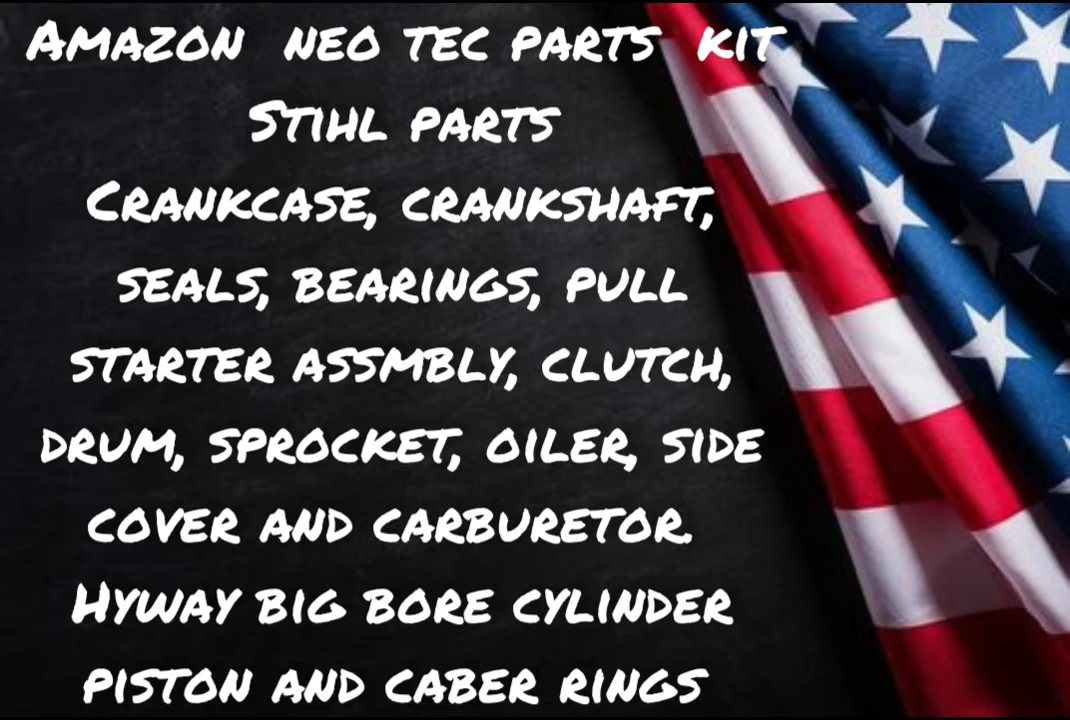 Amazon neo tec parts kit
Stihl parts
Crankcase, crankshaft,
seals, bearings, pull
starter assmbly, clutch,
drum, sprocket, oiler, side
cover and carburetor.
Hyway big bore cylinder
piston and caber rings